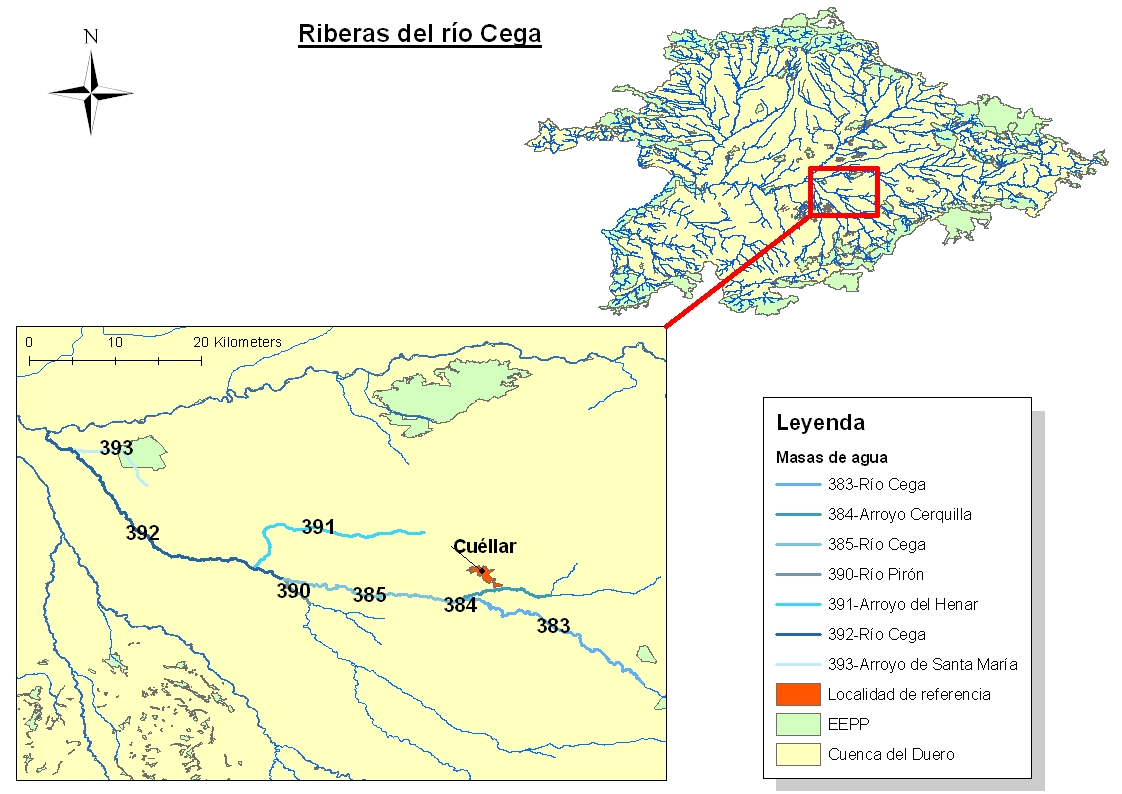 N
Riberas del río Cega
0 10 20 Kilometers
393
392
391
Cuéllar
390
385
384
383
Leyenda
Masas de agua
383-Río Cega
384-Arroyo Cerquilla
385-Río Cega
390-Río Pirón
391-Arroyo del Henar
392-Río Cega
393-Arroyo de Santa María
Localidad de referencia
EEPP
Cuenca del Duero